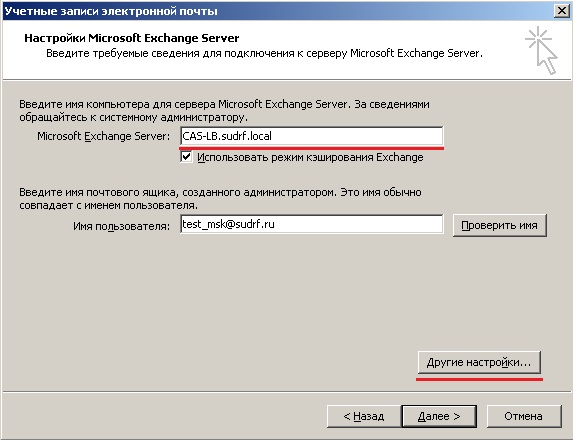 Учетные записи электронной почты
Настройки Microsoft Exchange Server
Введите требуемые сведения для подключения к серверу Microsoft Exchange Server.
Введите имя компьютера для сервера Microsoft Exchange Server. За сведениями
обращайтесь к системному администратору.
Microsoft Exchange Server: CAS-LB.sudrf.local
Использовать режим кэширования Exchange
Введите имя почтового ящика, созданного администратором. Это имя обычно
совпадает с именем пользователя.
Имя пользователя: test_msk@sudrf.ru Проверить имя
Другие настройки...
< Назад Далее > Отмена